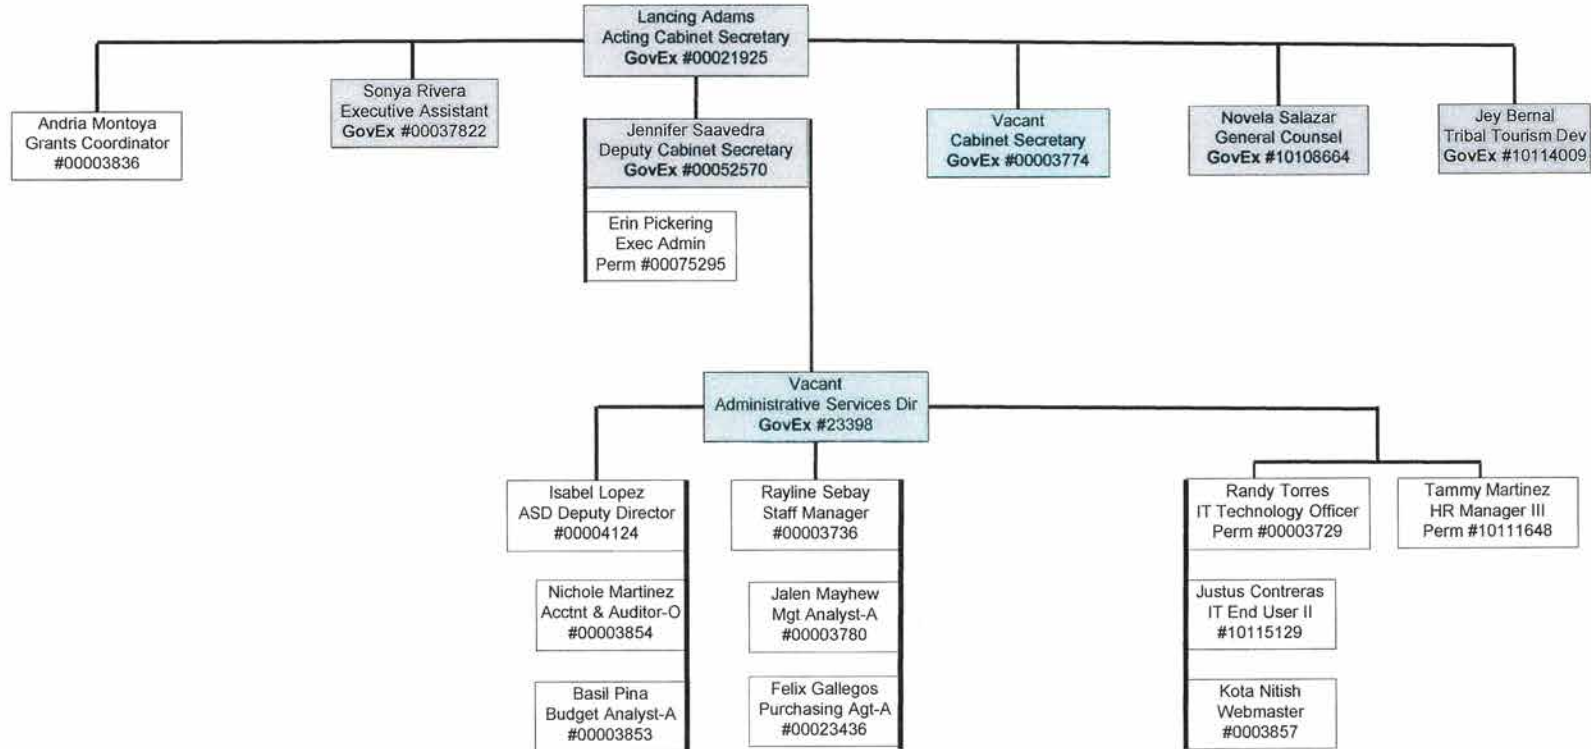 Lancing Adams
Acting Cabinet Secretary
GovEx #00021925
Andria Montoya
Grants Coordinator
#00003836
Sonya Rivera
Executive Assistant
GovEx #00037822
Jennifer Saavedra
Deputy Cabinet Secretary
GovEx #00052570
Vacant
Cabinet Secretary
GovEx #00003774
Novela Salazar
General Counsel
GovEx #10108664
Jey Bernal
Tribal Tourism Dev
GovEx #10114009
Erin Pickering
Exec Admin
Perm #00075295
Vacant
Administrative Services Dir
GovEx #23398
Isabel Lopez
ASD Deputy Director
#00004124
Nichole Martinez
Acctnt & Auditor-O
#00003854
Basil Pina
Budget Analyst-A
#00003853
Rayline Sebay
Staff Manager
#00003736
Jalen Mayhew
Mgt Analyst-A
#00003780
Felix Gallegos
Purchasing Agt-A
#00023436
Randy Torres
IT Technology Officer
Perm #00003729
Justus Contreras
IT End User II
#10115129
Kota Nitish
Webmaster
#0003857
Tammy Martinez
HR Manager III
Perm #10111648